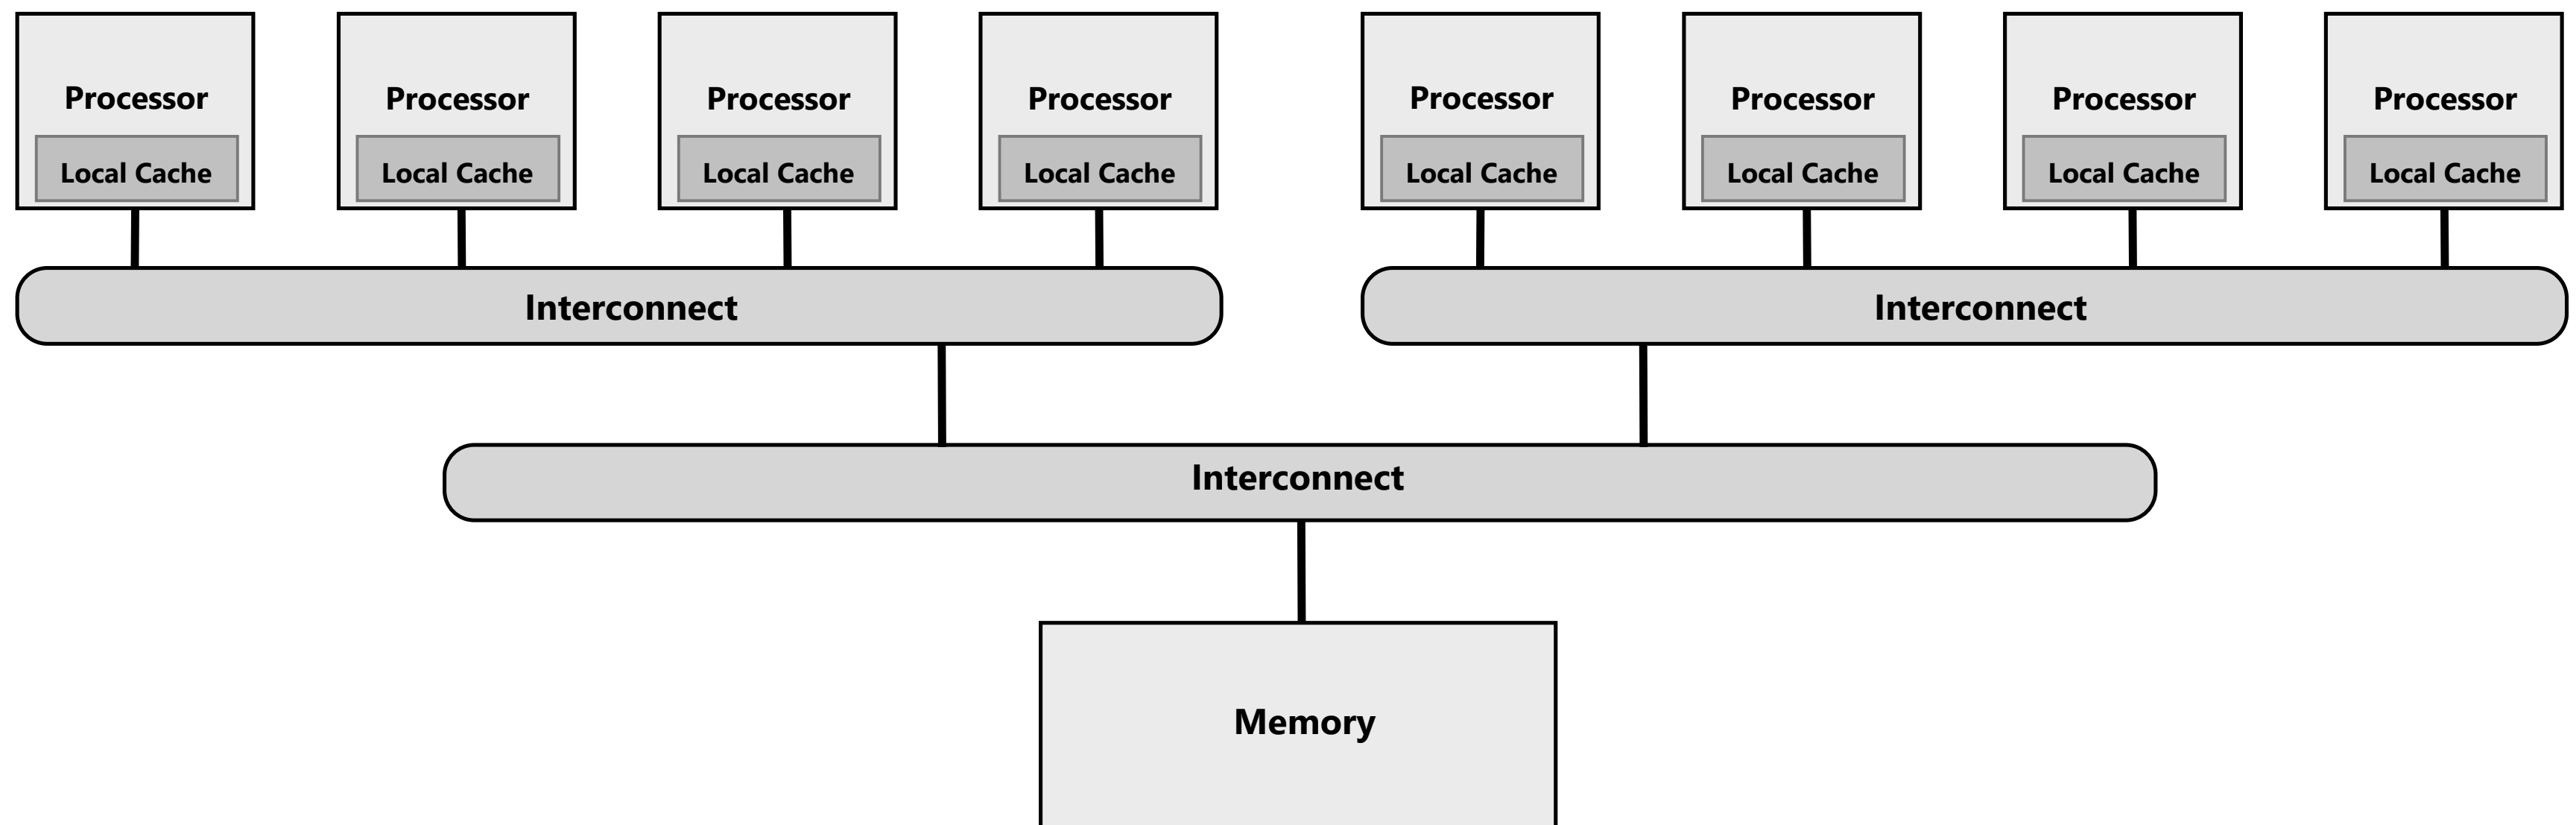 Processor
Local Cache
Processor
Local Cache
Processor
Local Cache
Processor
Local Cache
Processor
Local Cache
Processor
Local Cache
Processor
Local Cache
Processor
Local Cache
Interconnect
Interconnect
Interconnect
Memory